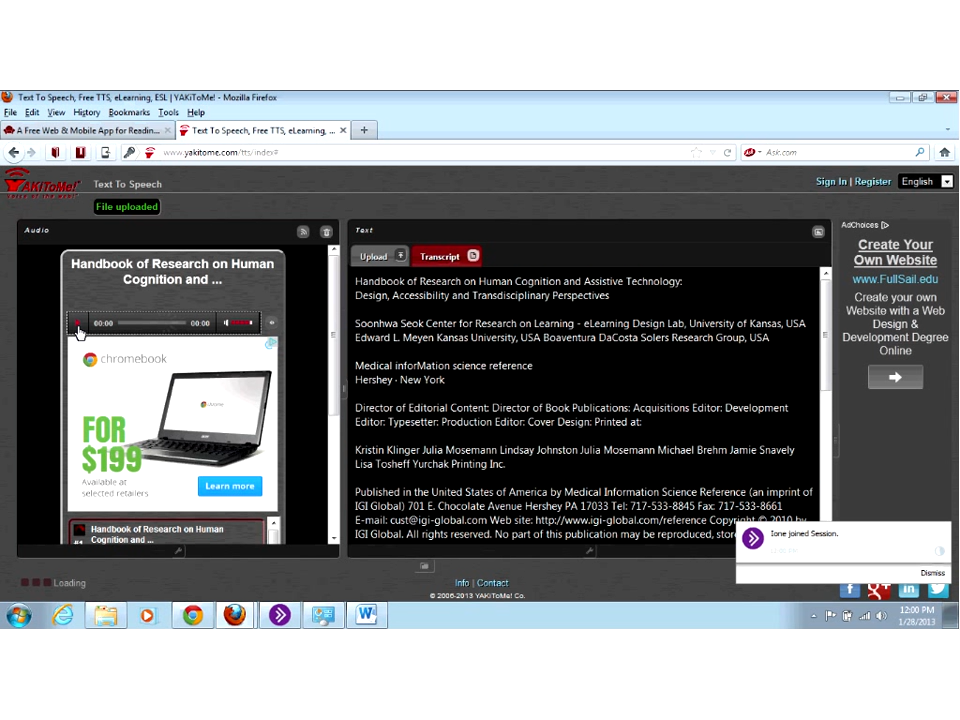 Text To Speech, Free TTS, eLearning, ESL | YAKiToMe! - Mozilla Firefox
File Edit View History Bookmarks Tools Help
A Free Web & Mobile App for Readin... Text To Speech, Free TTS, eLearning, ...
www.yakitome.com/tts/index# Ask.com
YAKiToMe! Text To Speech Sign In | Register English
File uploaded
Audio
Handbook of Research on Human
Cognition and ...
00:00 00:00
chromebook
FOR
$199
Available at
selected retailers
Learn more
Handbook of Research on Human
Cognition and ...
#1
Text
Upload Transcript
Handbook of Research on Human Cognition and Assistive Technology:
Design, Accessibility and Transdisciplinary Perspectives
Soonhwa Seok Center for Research on Learning - eLearning Design Lab, University of Kansas, USA
Edward L. Meyen Kansas University, USA Boaventura DaCosta Solers Research Group, USA
Medical inforMation science reference
Hershey · New York
Director of Editorial Content: Director of Book Publications: Acquisitions Editor: Development
Editor: Typesetter: Production Editor: Cover Design: Printed at:
Kristin Klinger Julia Mosemann Lindsay Johnston Julia Mosemann Michael Brehm Jamie Snavely
Lisa Tosheff Yurchak Printing Inc.
Published in the United States of America by Medical Information Science Reference (an imprint of
IGI Global) 701 E. Chocolate Avenue Hershey PA 17033 Tel: 717-533-8845 Fax: 717-533-8661
E-mail: cust@igi-global.com Web site: http://www.igi-global.com/reference Copyright © 2010 by
IGI Global. All rights reserved. No part of this publication may be reproduced,
AdChoices
Create Your
Own Website
www.FullSail.edu
Create your own
Website with a Web
Design &
Development Degree
Online
Ione joined Session.
12:00 PM
Dismiss
Loading
Info | Contact
© 2006-2013 YAKiToMe! Co.
12:00 PM
1/28/2013